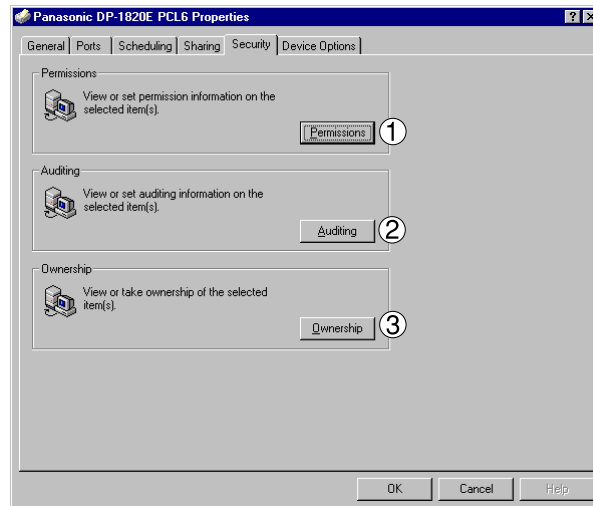 Panasonic DP-1820E PCL6 Properties
General Ports Scheduling Sharing Security Device Options
Permissions
View or set permission information on the
selected item(s).
Permissions 1
Auditing
View or set auditing information on the
selected item(s).
Auditing 2
Ownership
View or take ownership of the selected
item(s).
Ownership 3
OK Cancel Help